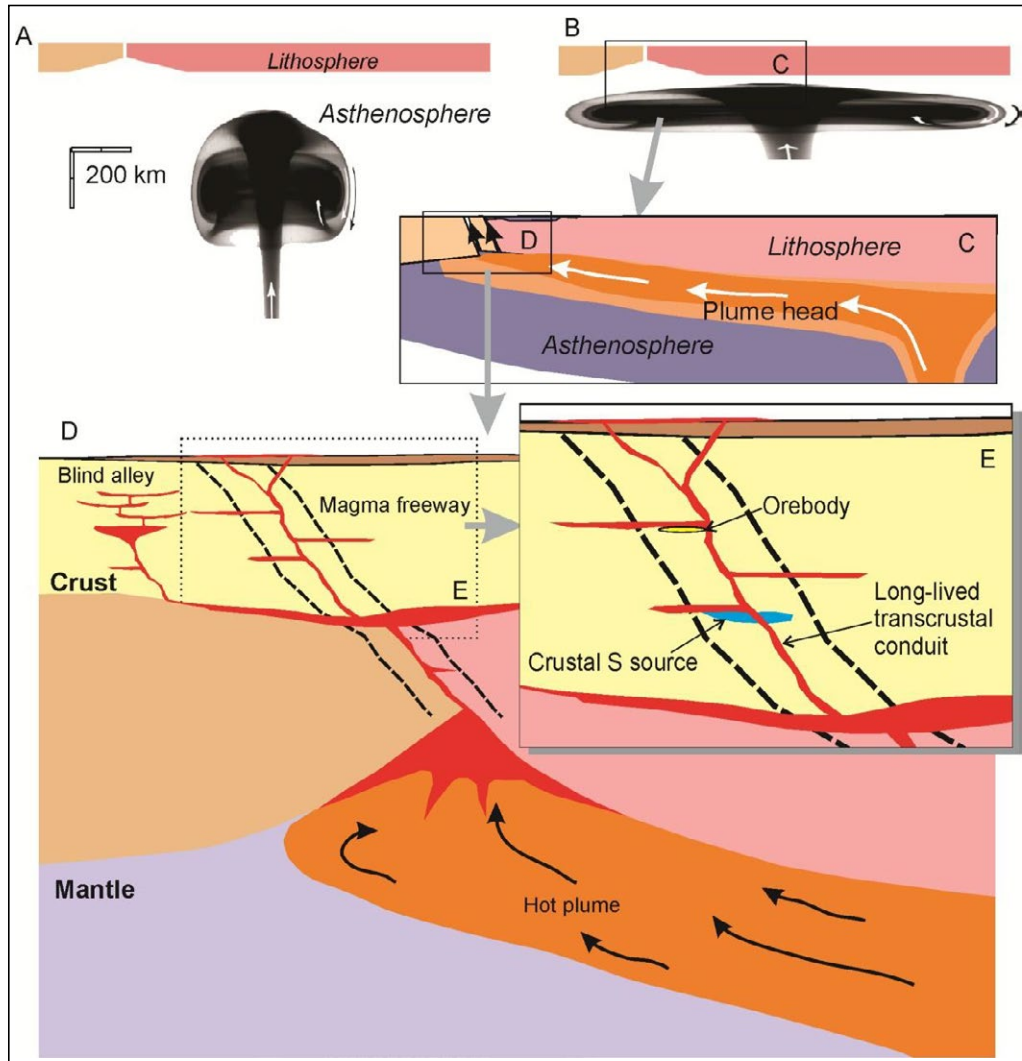 A
Lithosphere
Asthenosphere
200 km
B
C
Lithosphere
D
C
Plume head
Asthenosphere
D
Blind alley
Magma freeway
Crust
E
E
Orebody
Long-lived
transcrustal
conduit
Crustal S source
Hot plume
Mantle